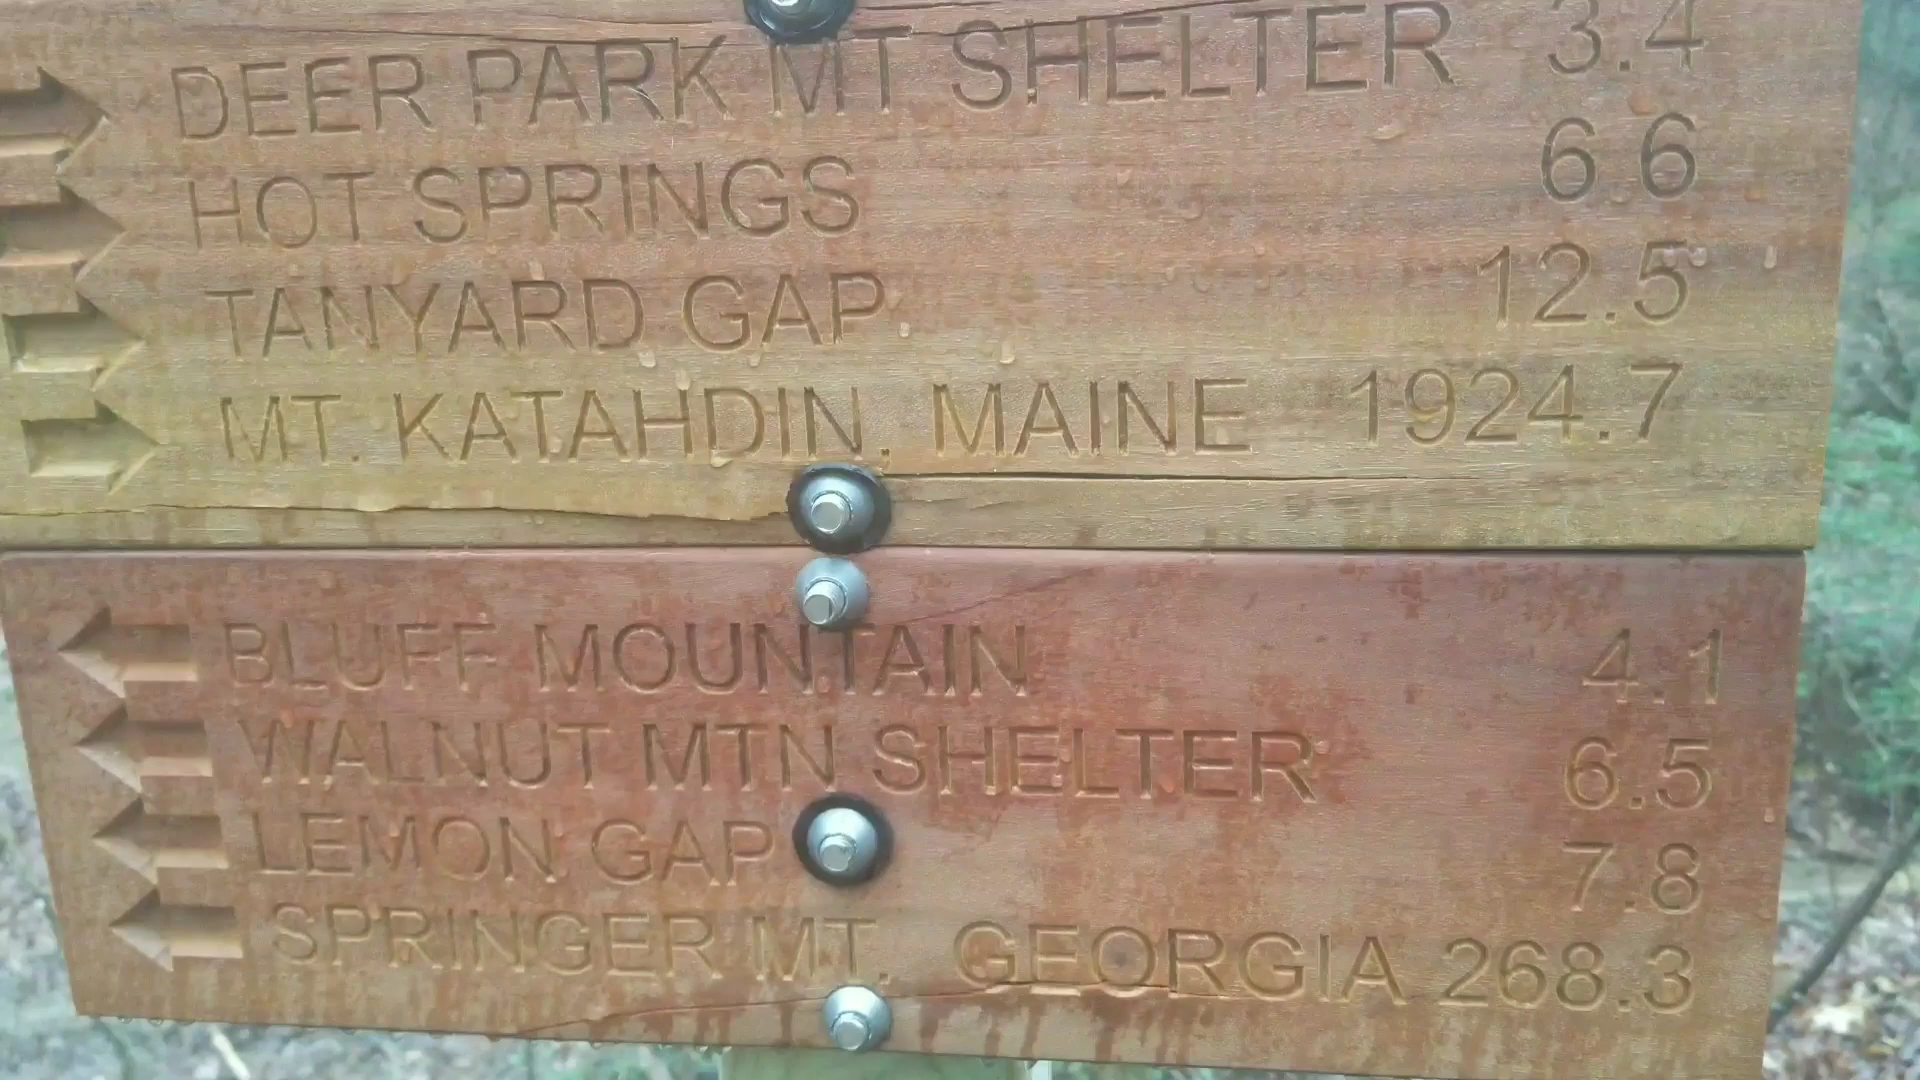 DEER PARK MT SHELTER 3.4
HOT SPRINGS 6.6
TANYARD GAP 12.5
MT. KATAHDIN, MAINE 1924.7
BLUFF MOUNTAIN 4.1
WALNUT MTN SHELTER 6.5
LEMON GAP 7.8
SPRINGER MT. GEORGIA 268.3